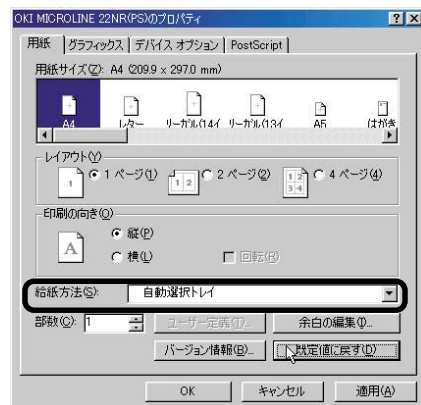 OKI MICROLINE 22NR(PS)のプロパティ
用紙 グラフィックス デバイス オプション PostScript
用紙サイズ(Z): A4 (209.9 x 297.0 mm)
A4 レター リーガル(14イ リーガル(13イ A5 はがき
レイアウト(Y)
1 ページ(1) 2 ページ(2) 4 ページ(4)
印刷の向き(O)
縦(P)
横(L) 回転(R)
給紙方法(S): 自動選択トレイ
部数(C): 1 ユーザー定義(T)... 余白の編集(I)...
バージョン情報(B)... 既定値に戻す(D)
OK キャンセル 適用(A)